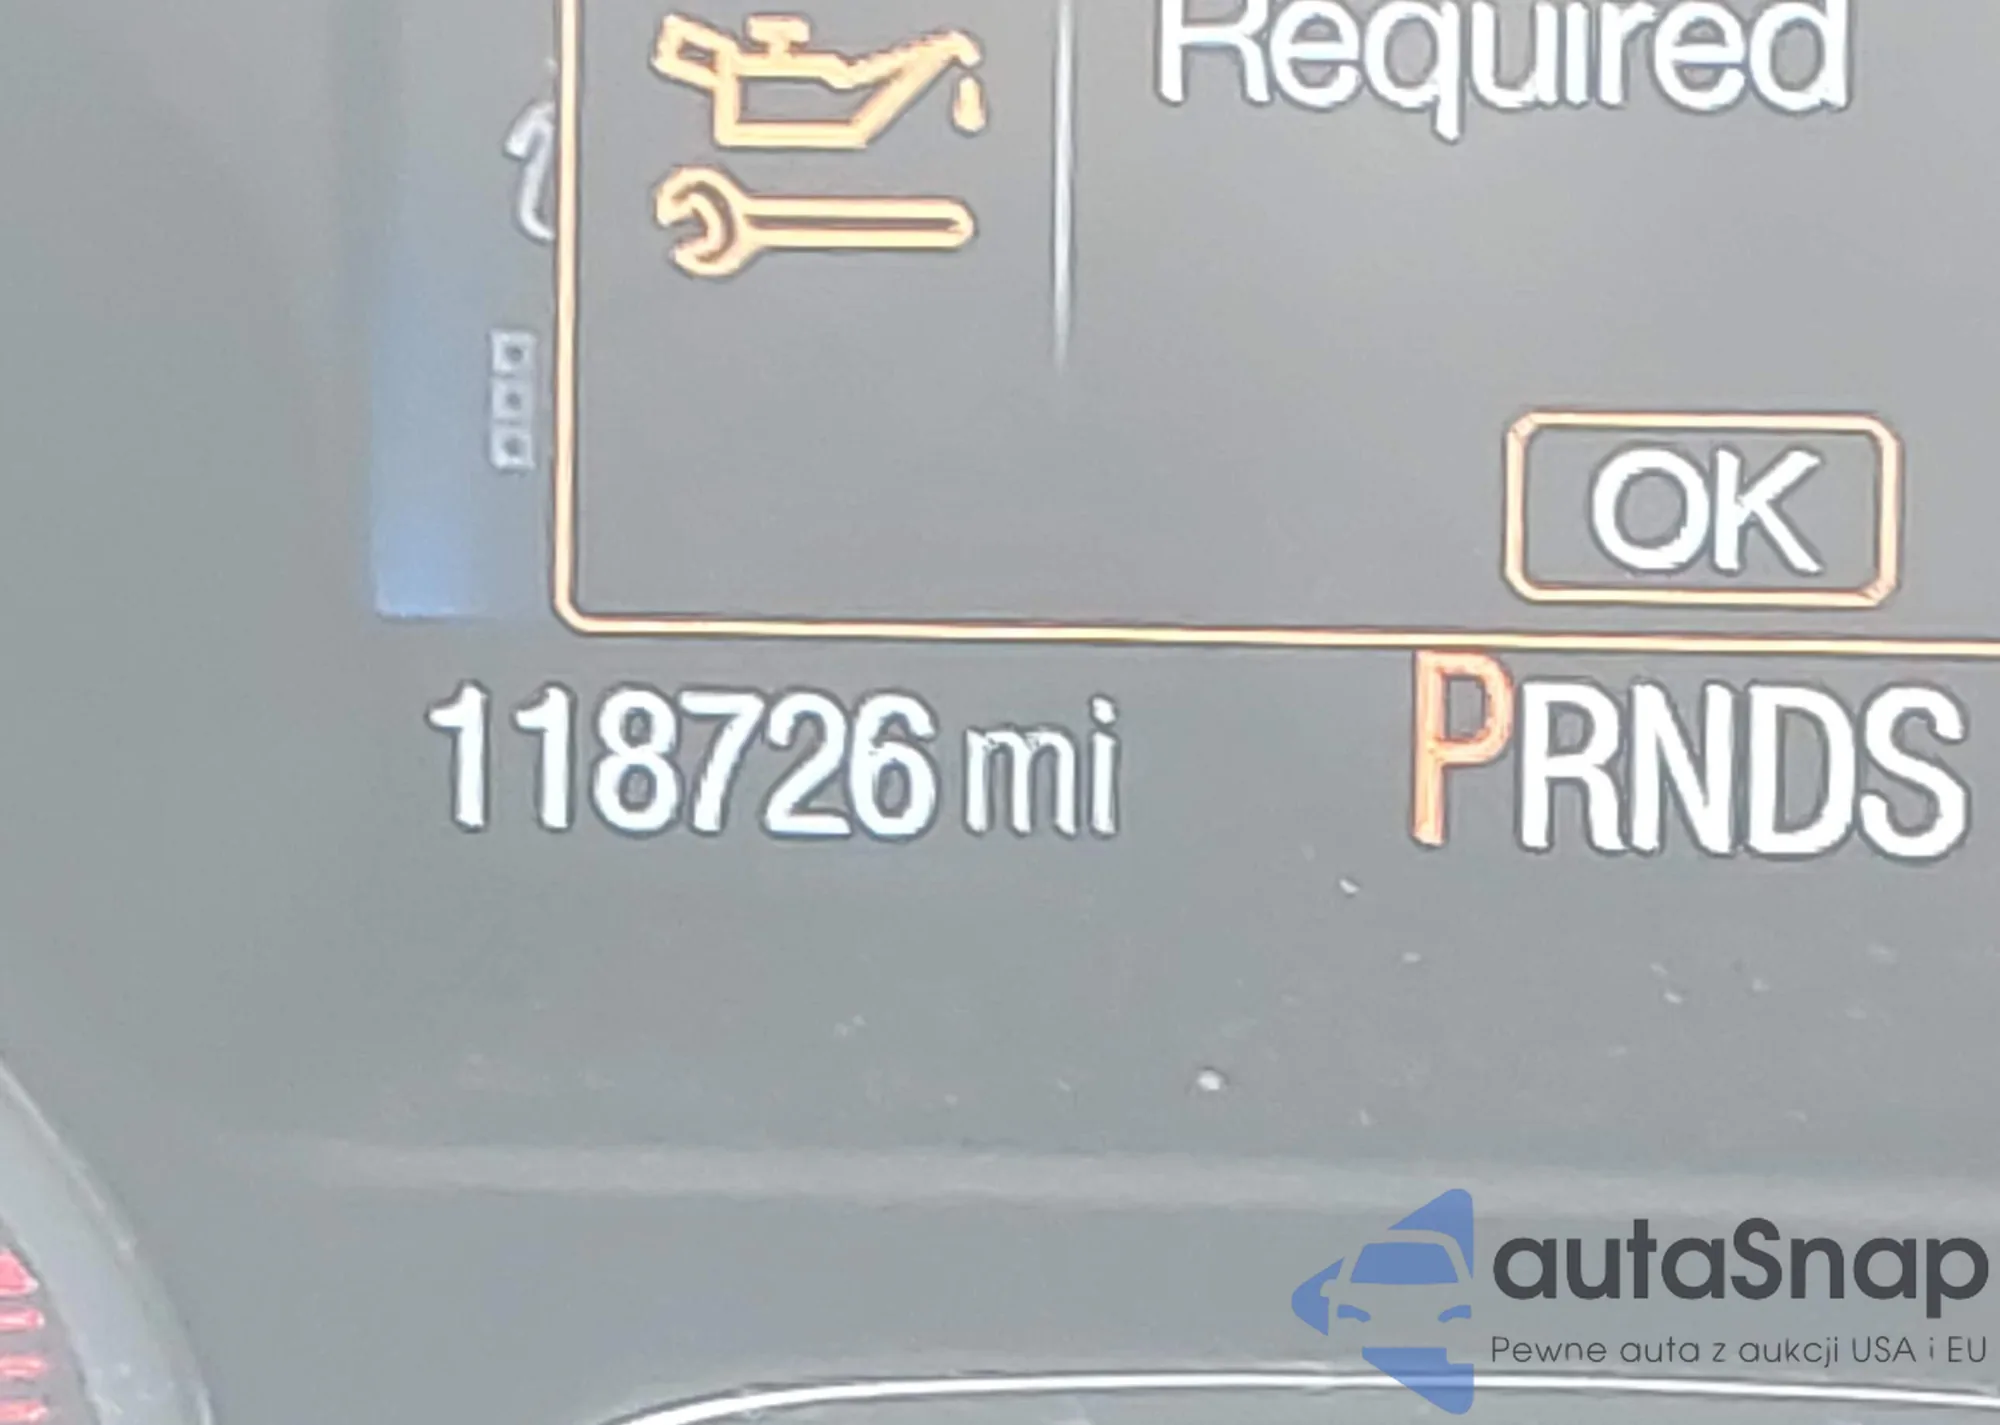 Required
OK
118726 mi
PRNDS
autaSnap
Pewne auta z aukcji USA i EU